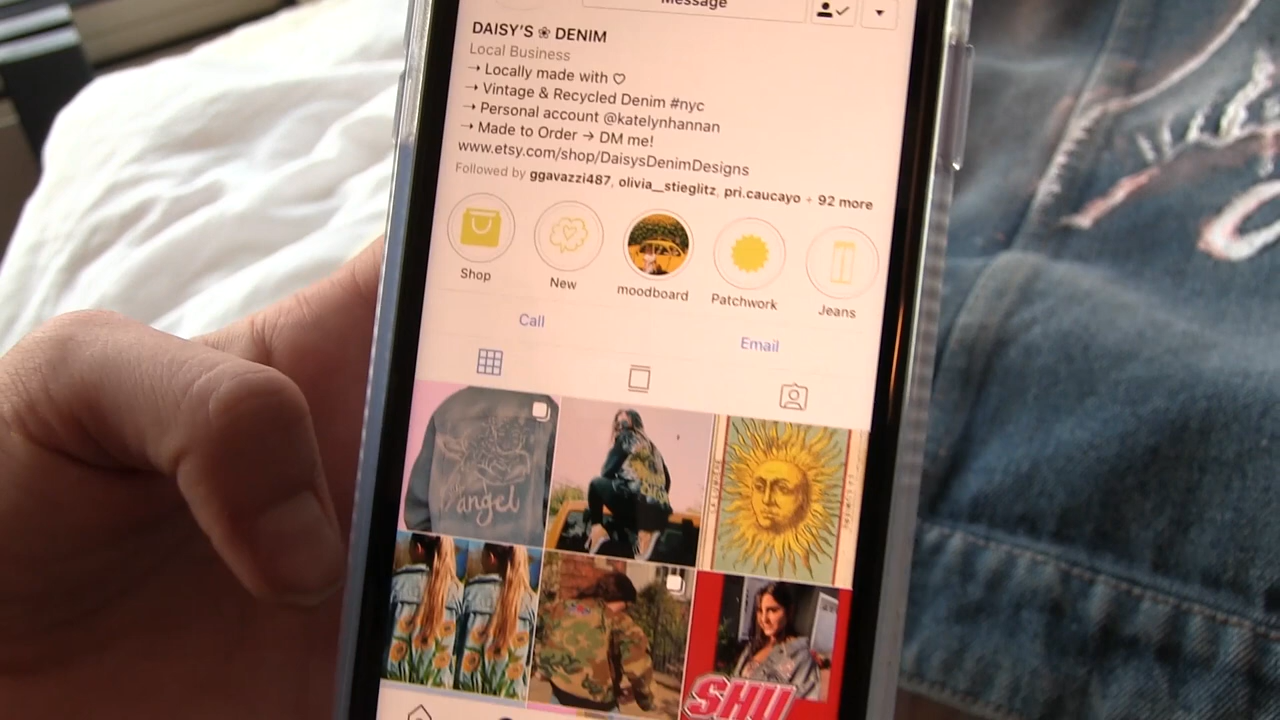 Message
DAISY'S ❀ DENIM
Local Business
→ Locally made with ♡
→ Vintage & Recycled Denim #nyc
→ Personal account @katelynhannan
→ Made to Order → DM me!
www.etsy.com/shop/DaisysDenimDesigns
Followed by ggavazzi487, olivia__stieglitz, pri.caucayo + 92 more
Shop
New
moodboard
Patchwork
Jeans
Call
Email
angel
SHU